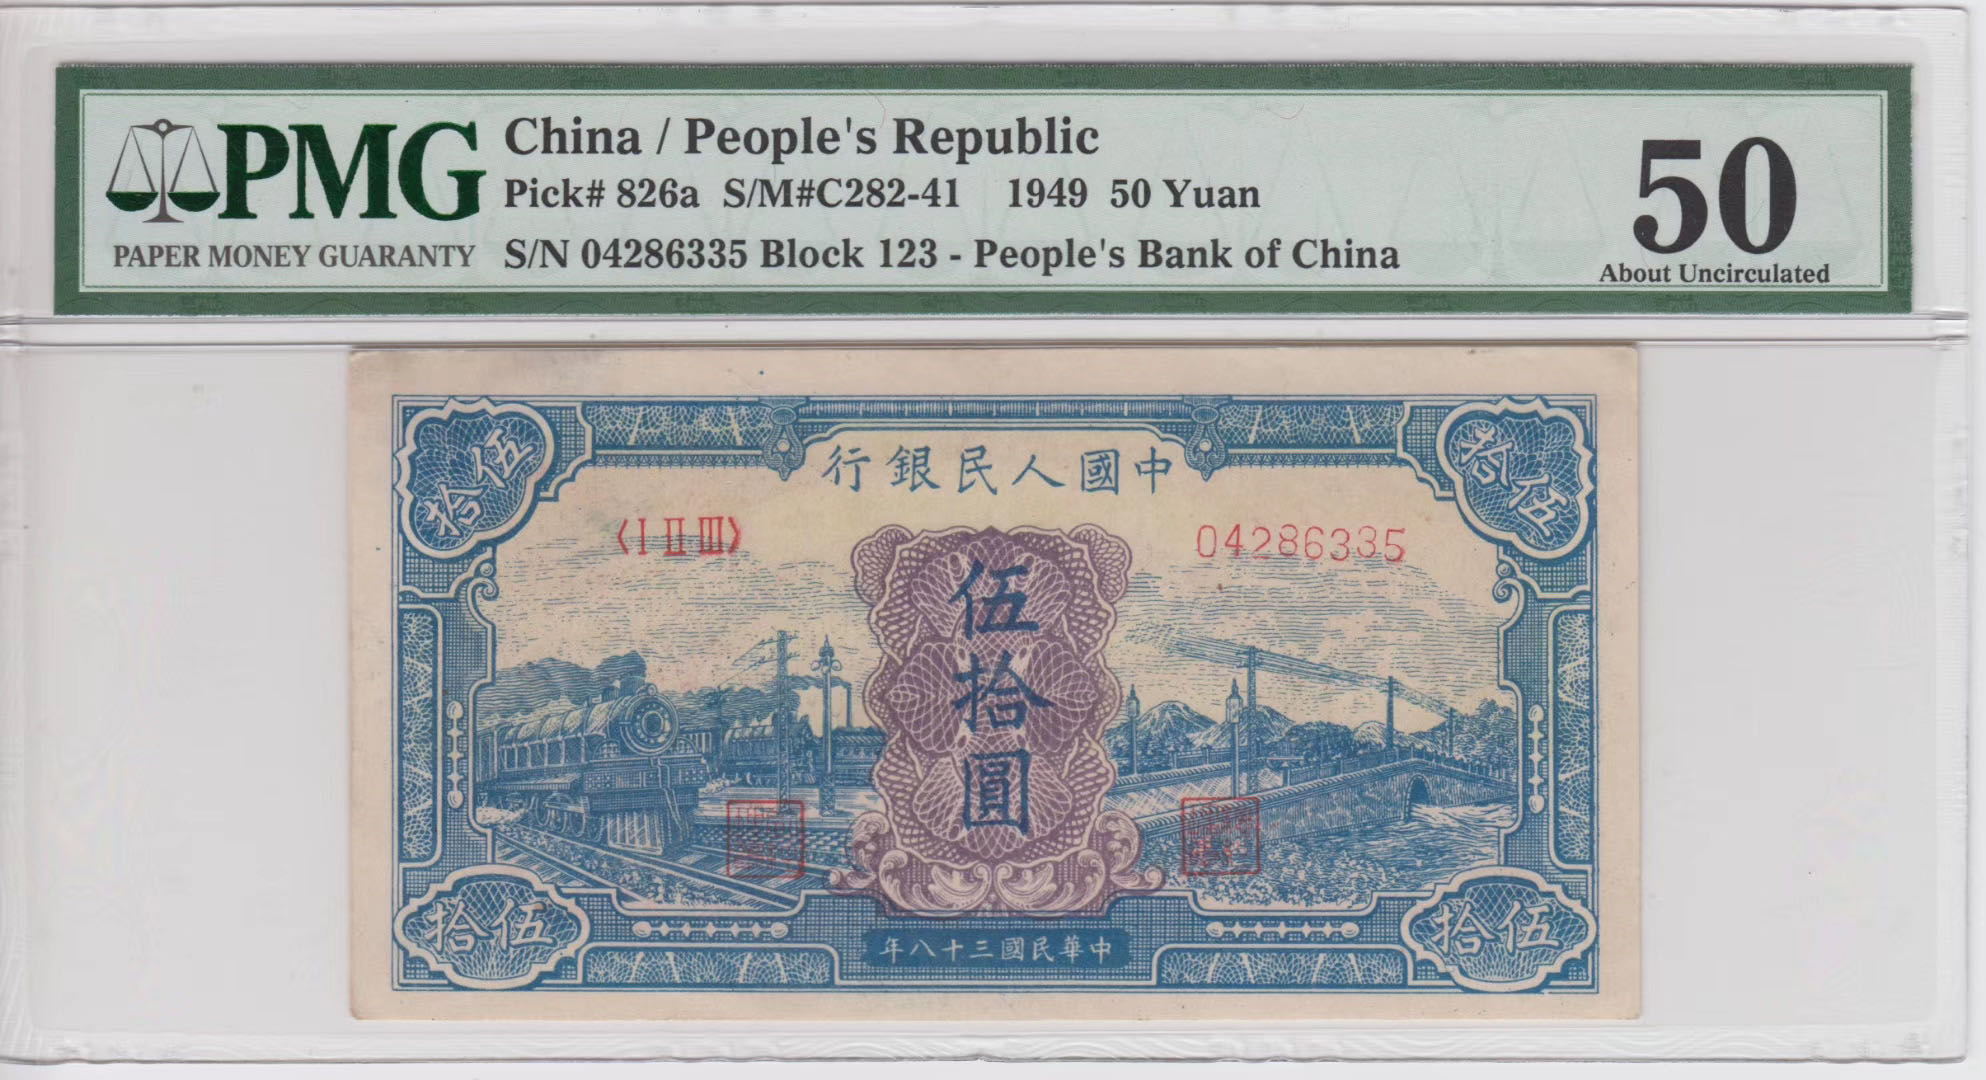 PMG
PAPER MONEY GUARANTY
China / People's Republic
Pick# 826a S/M#C282-41 1949 50 Yuan
S/N 04286335 Block 123 - People's Bank of China
50
About Uncirculated
伍拾
行銀民人國中
伍拾
〈I II III〉
04286335
伍拾圓
拾伍
年八十三國民華中
拾伍